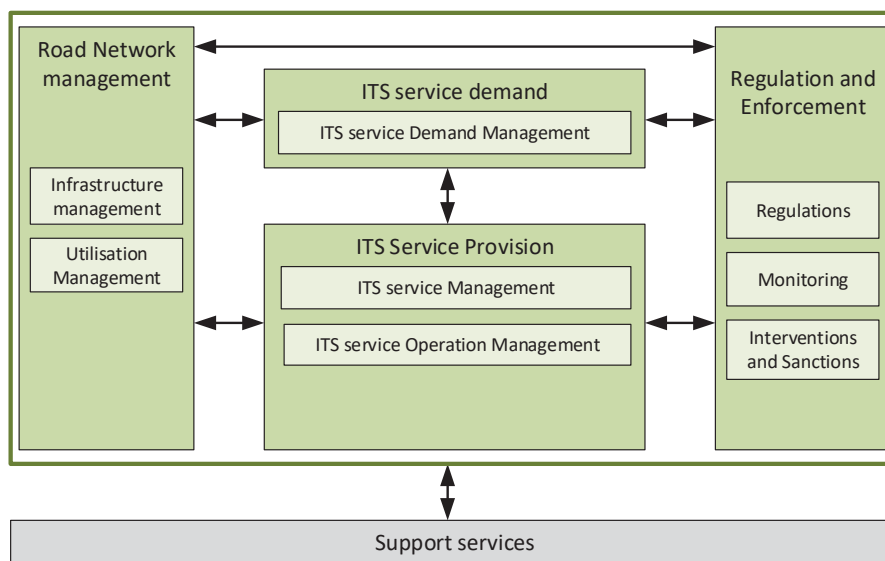 Road Network
management
Infrastructure
management
Utilisation
Management
ITS service demand
ITS service Demand Management
ITS Service Provision
ITS service Management
ITS service Operation Management
Regulation and
Enforcement
Regulations
Monitoring
Interventions
and Sanctions
Support services